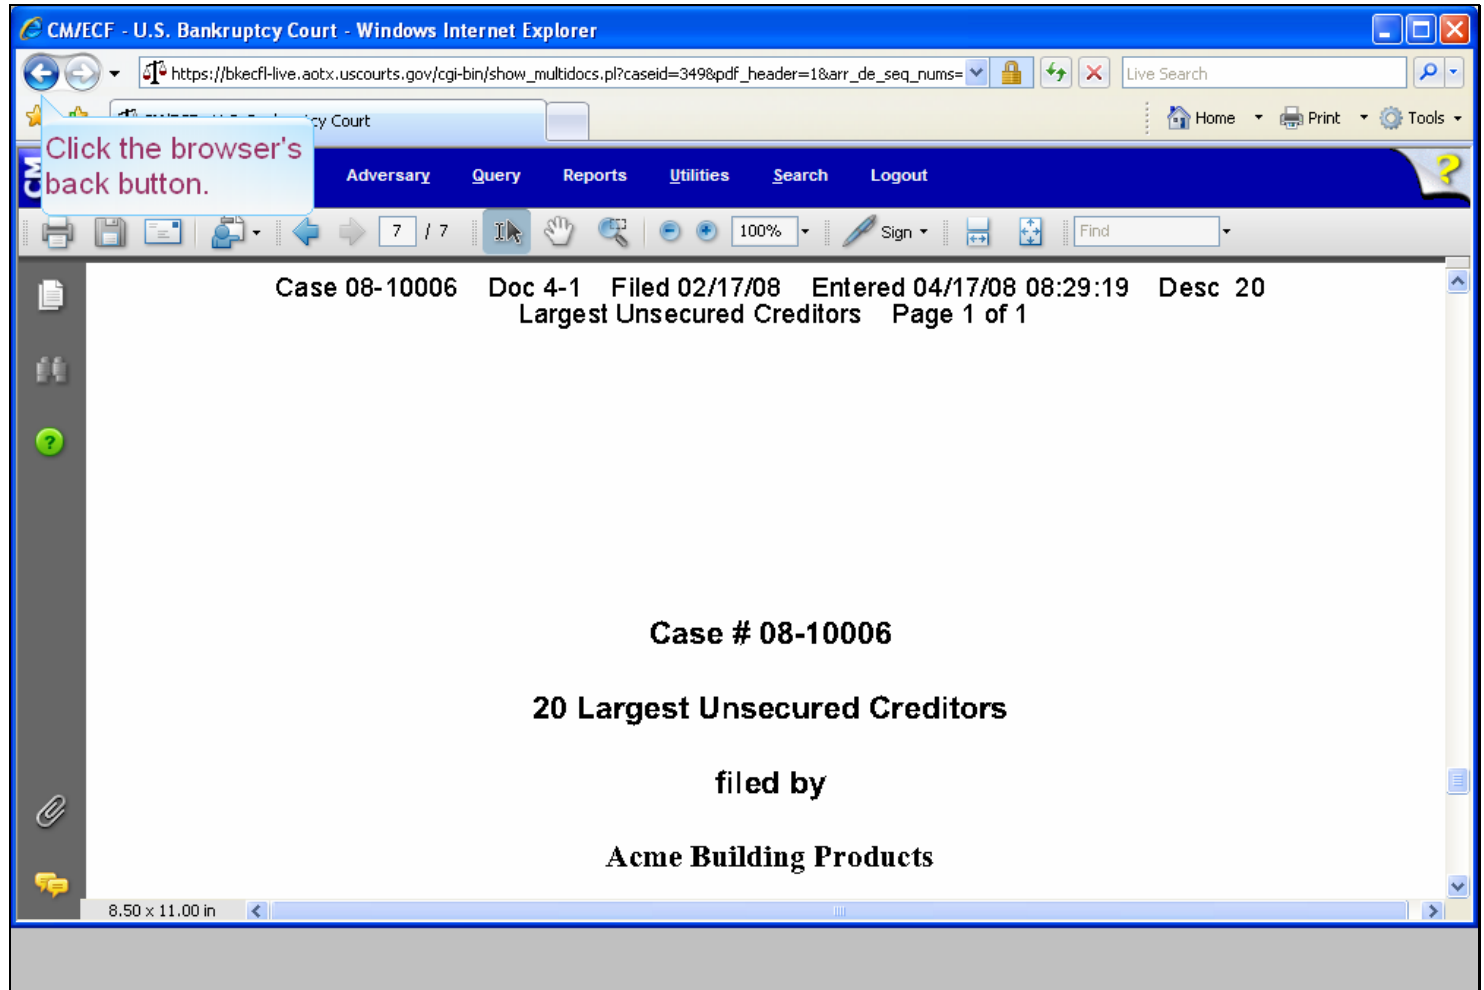 CM/ECF - U.S. Bankruptcy Court - Windows Internet Explorer
https://bkecfl-live.aotx.uscourts.gov/cgi-bin/show_multidocs.pl?caseid=349&pdf_header=1&arr_de_seq_nums=
Live Search
cy Court
Home
Print
Tools
Click the browser's
back button.
CM
Adversary Query Reports Utilities Search Logout
?
7 / 7
100%
Sign
Find
Case 08-10006 Doc 4-1 Filed 02/17/08 Entered 04/17/08 08:29:19 Desc 20
Largest Unsecured Creditors Page 1 of 1
Case # 08-10006
20 Largest Unsecured Creditors
filed by
Acme Building Products
8.50 x 11.00 in